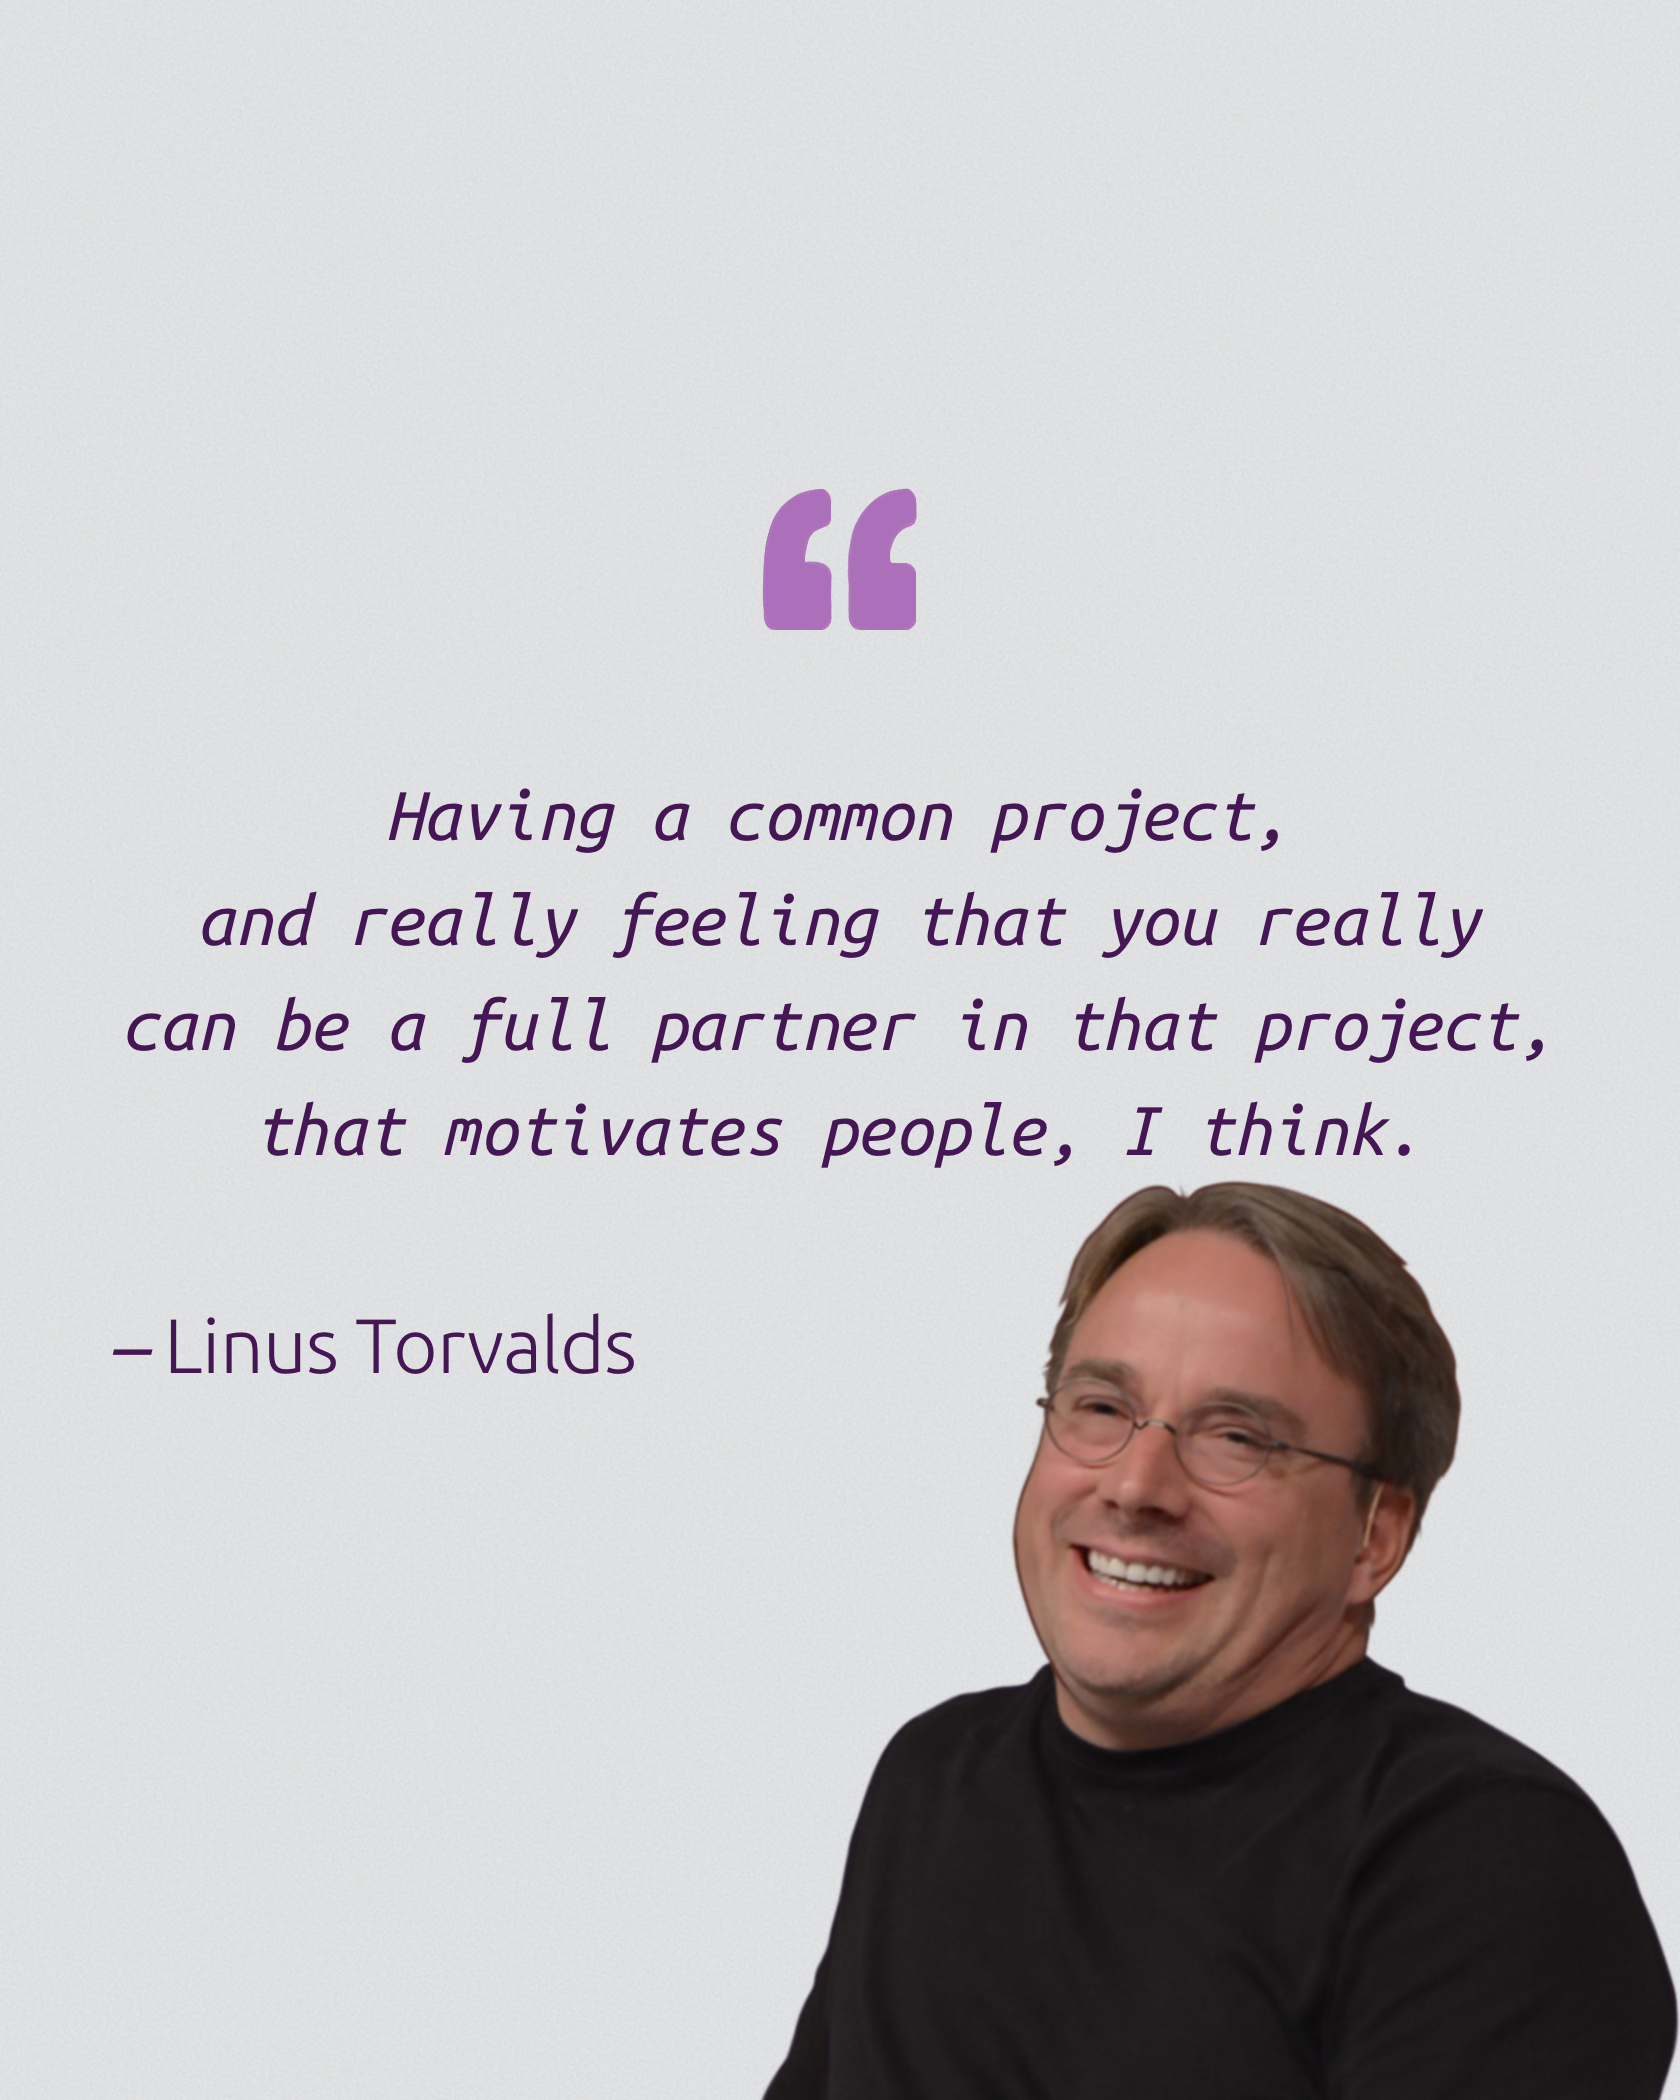 “
Having a common project,
and really feeling that you really
can be a full partner in that project,
that motivates people, I think.
– Linus Torvalds